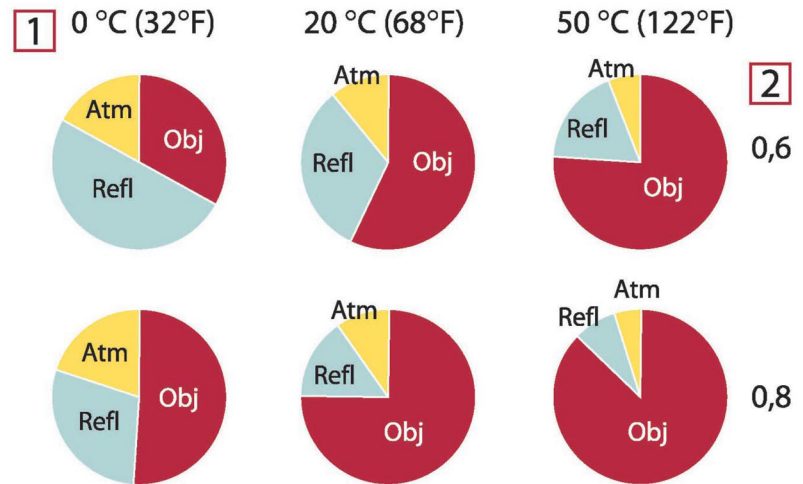 1 0 °C (32°F) 20 °C (68°F) 50 °C (122°F)
2
0,6
Atm Obj Refl
Atm Refl Obj
Atm Refl Obj
0,8
Atm Obj Refl
Atm Refl Obj
Atm Refl Obj